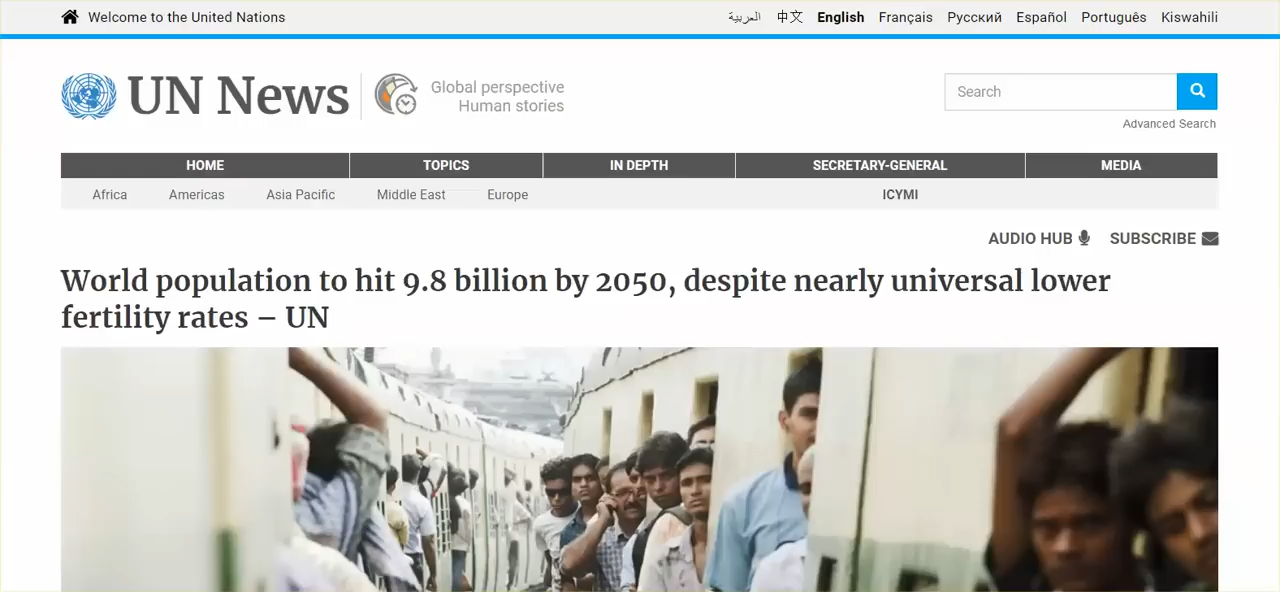 Welcome to the United Nations
العربية 中文 English Français Русский Español Português Kiswahili
UN News
Global perspective
Human stories
Search
Advanced Search
HOME TOPICS IN DEPTH SECRETARY-GENERAL MEDIA
Africa Americas Asia Pacific Middle East Europe ICYMI
AUDIO HUB SUBSCRIBE
World population to hit 9.8 billion by 2050, despite nearly universal lower
fertility rates – UN